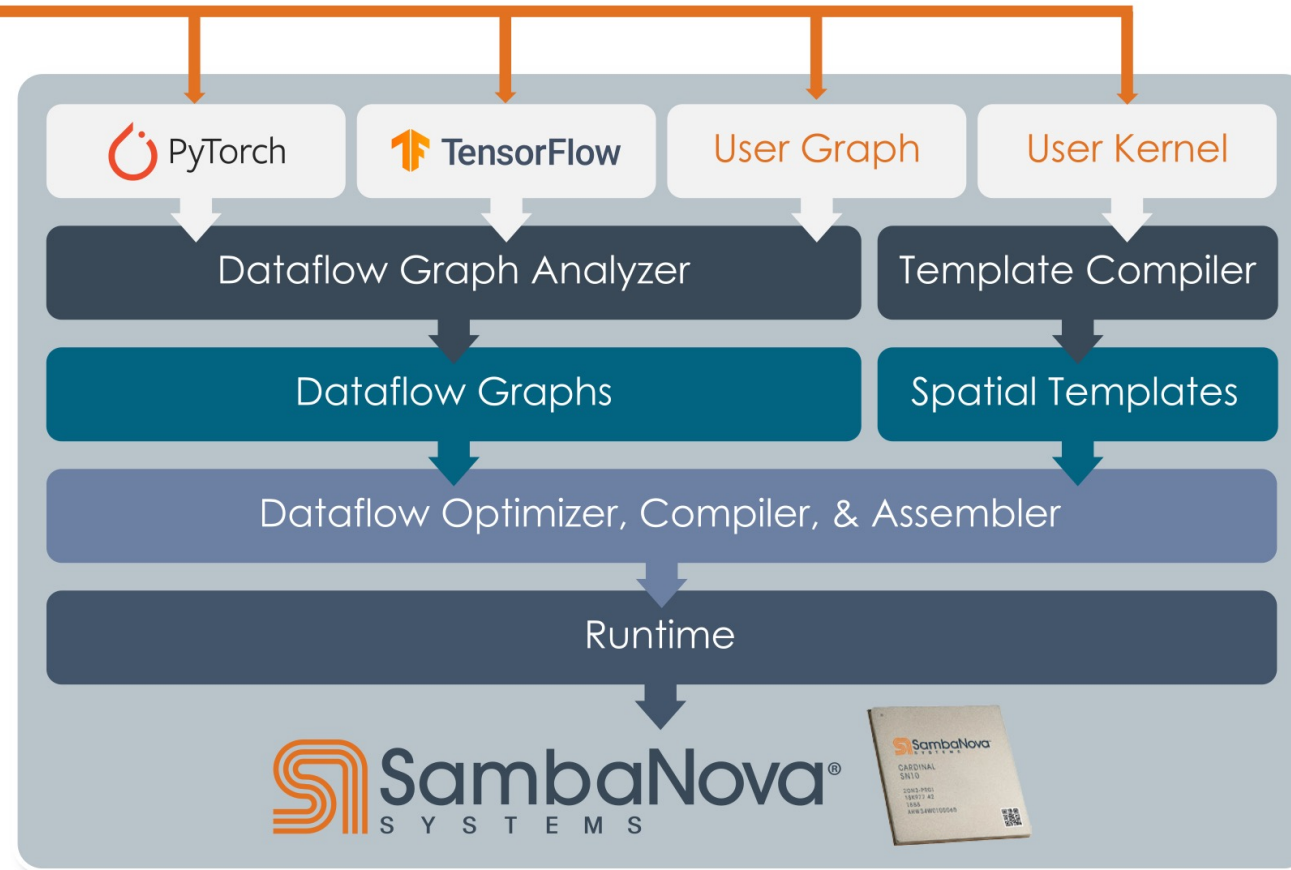 PyTorch
TensorFlow
User Graph
User Kernel
Dataflow Graph Analyzer
Template Compiler
Dataflow Graphs
Spatial Templates
Dataflow Optimizer, Compiler, & Assembler
Runtime
SambaNova®
SYSTEMS
SambaNova
SYSTEMS
CARDINAL
SN10